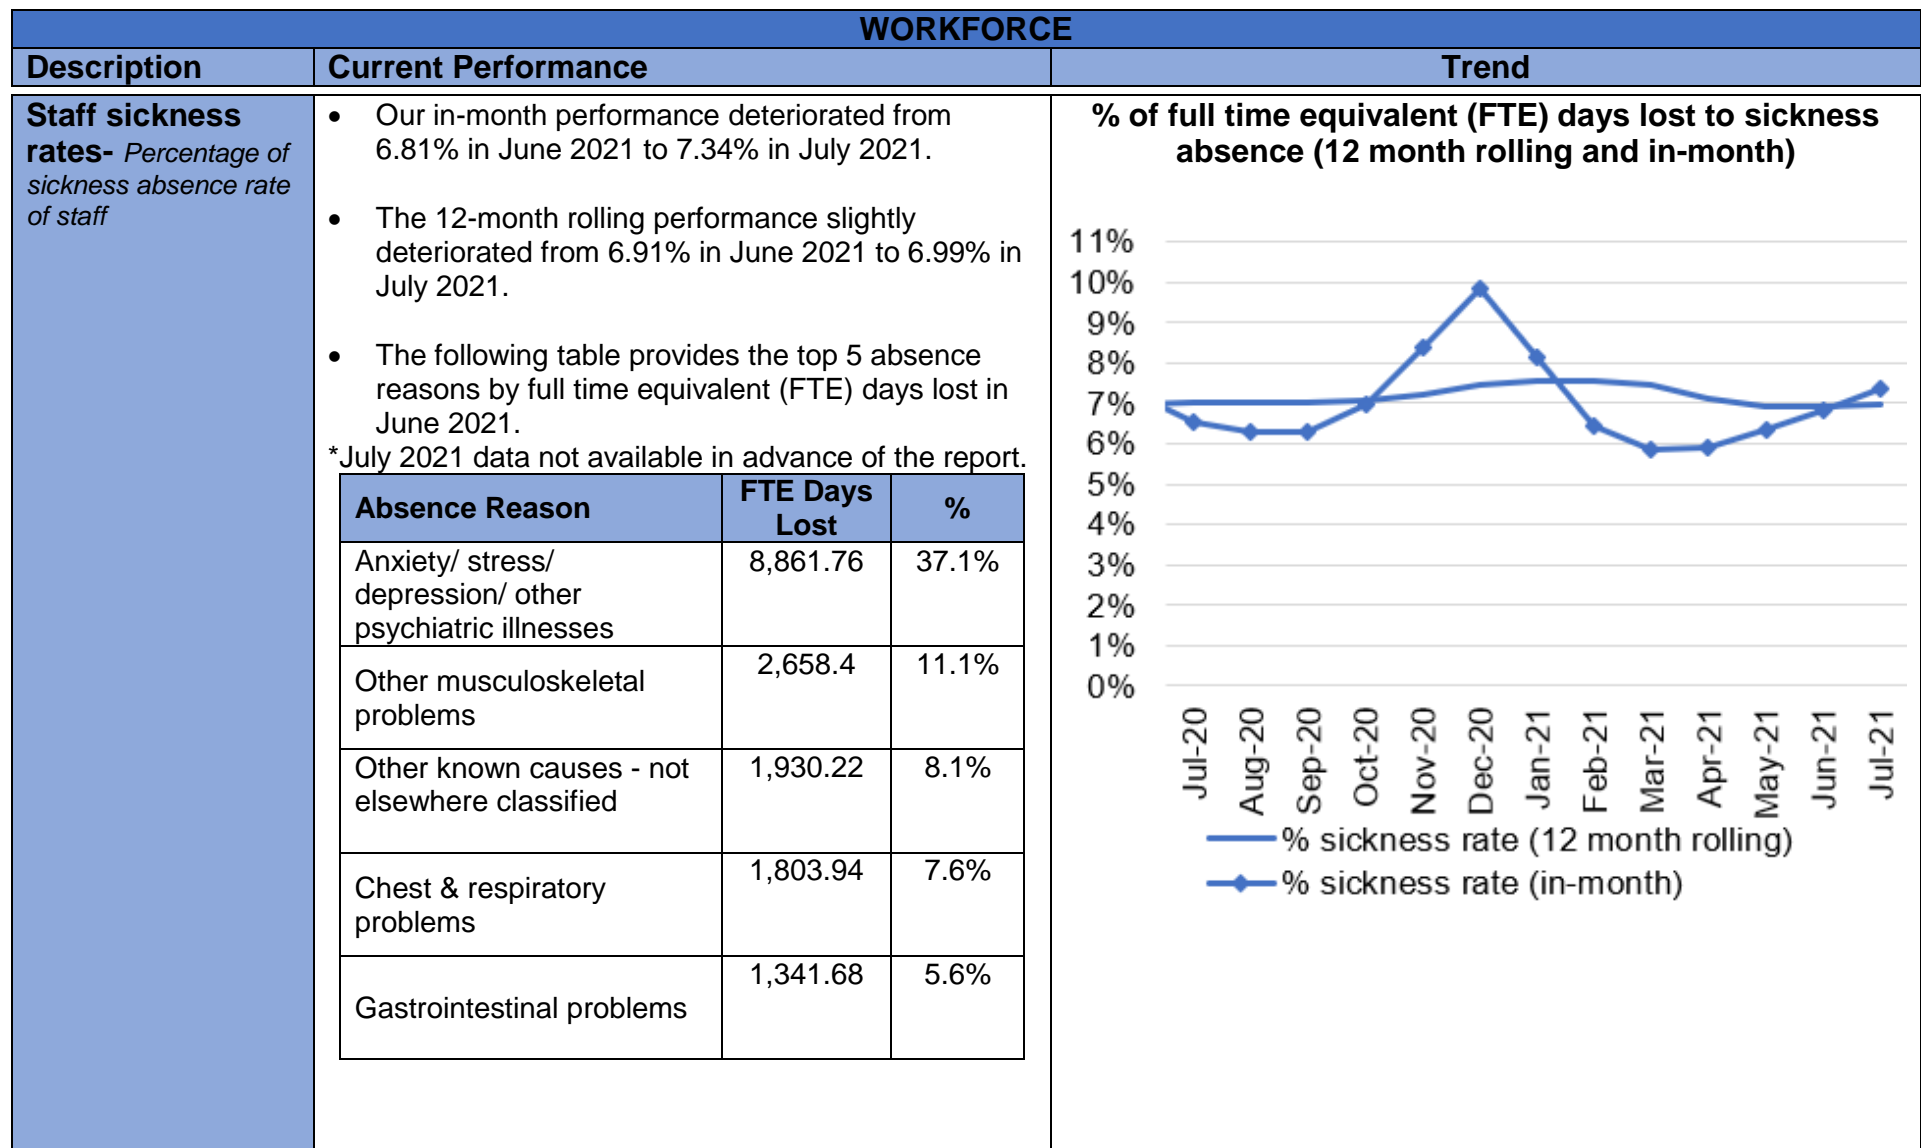 WORKFORCE
Description
Current Performance
Trend
Staff sickness
rates- Percentage of
sickness absence rate
of staff
• Our in-month performance deteriorated from
6.81% in June 2021 to 7.34% in July 2021.
• The 12-month rolling performance slightly
deteriorated from 6.91% in June 2021 to 6.99% in
July 2021.
• The following table provides the top 5 absence
reasons by full time equivalent (FTE) days lost in
June 2021.
*July 2021 data not available in advance of the report.
Absence Reason
FTE Days
Lost
%
Anxiety/ stress/
depression/ other
psychiatric illnesses
8,861.76
37.1%
Other musculoskeletal
problems
2,658.4
11.1%
Other known causes - not
elsewhere classified
1,930.22
8.1%
Chest & respiratory
problems
1,803.94
7.6%
Gastrointestinal problems
1,341.68
5.6%
% of full time equivalent (FTE) days lost to sickness
absence (12 month rolling and in-month)
11%
10%
9%
8%
7%
6%
5%
4%
3%
2%
1%
0%
Jul-20
Aug-20
Sep-20
Oct-20
Nov-20
Dec-20
Jan-21
Feb-21
Mar-21
Apr-21
May-21
Jun-21
Jul-21
% sickness rate (12 month rolling)
% sickness rate (in-month)